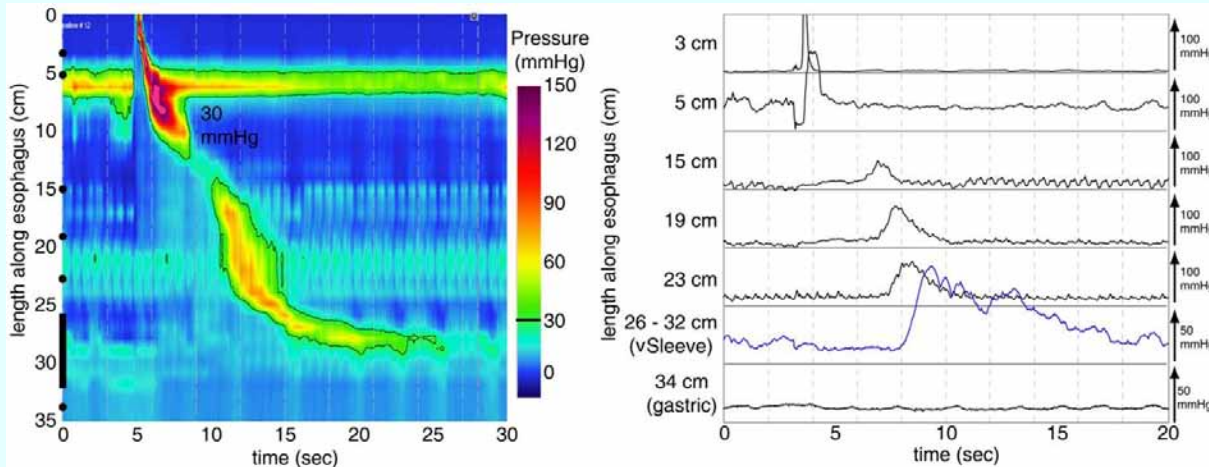 0
5
10
15
20
25
30
35
length along esophagus (cm)
30
mmHg
0
5
10
15
20
25
30
time (sec)
Pressure
(mmHg)
150
120
90
60
30
0
length along esophagus (cm)
3 cm
5 cm
15 cm
19 cm
23 cm
26 - 32 cm
(vSleeve)
34 cm
(gastric)
100
mmHg
100
mmHg
100
mmHg
100
mmHg
100
mmHg
50
mmHg
50
mmHg
0
5
10
15
20
time (sec)